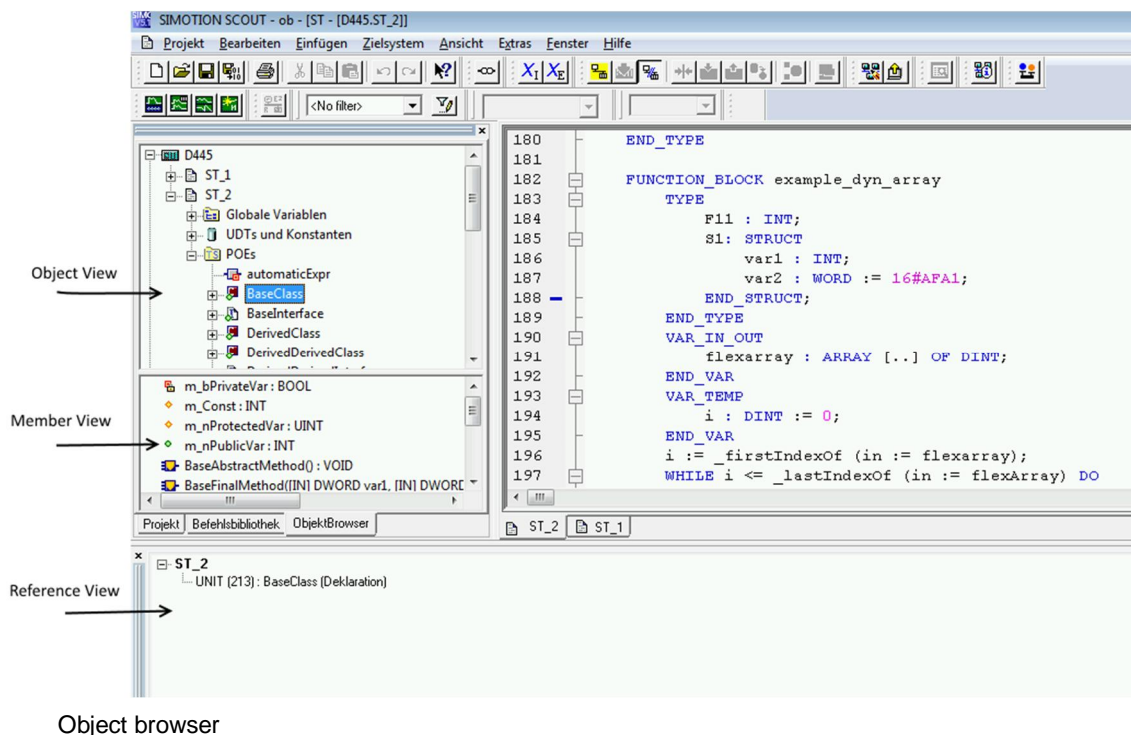 SIMOTION SCOUT - ob - [ST - [D445.ST_2]]
Projekt Bearbeiten Einfügen Zielsystem Ansicht Extras Fenster Hilfe
<No filter>
D445
ST_1
ST_2
Globale Variablen
UDTs und Konstanten
POEs
automaticExpr
BaseClass
BaseInterface
DerivedClass
DerivedDerivedClass
Object View
m_bPrivateVar : BOOL
m_Const : INT
m_nProtectedVar : UINT
m_nPublicVar : INT
BaseAbstractMethod() : VOID
BaseFinalMethod([IN] DWORD var1, [IN] DWORD
Member View
Projekt Befehlsbibliothek ObjektBrowser
180 END_TYPE
181
182 FUNCTION_BLOCK example_dyn_array
183 TYPE
184 F11 : INT;
185 S1: STRUCT
186 var1 : INT;
187 var2 : WORD := 16#AFA1;
188 END_STRUCT;
189 END_TYPE
190 VAR_IN_OUT
191 flexarray : ARRAY [..] OF DINT;
192 END_VAR
193 VAR_TEMP
194 i : DINT := 0;
195 END_VAR
196 i := _firstIndexOf (in := flexarray);
197 WHILE i <= _lastIndexOf (in := flexArray) DO
ST_2 ST_1
ST_2
UNIT (213) : BaseClass (Deklaration)
Reference View
Object browser